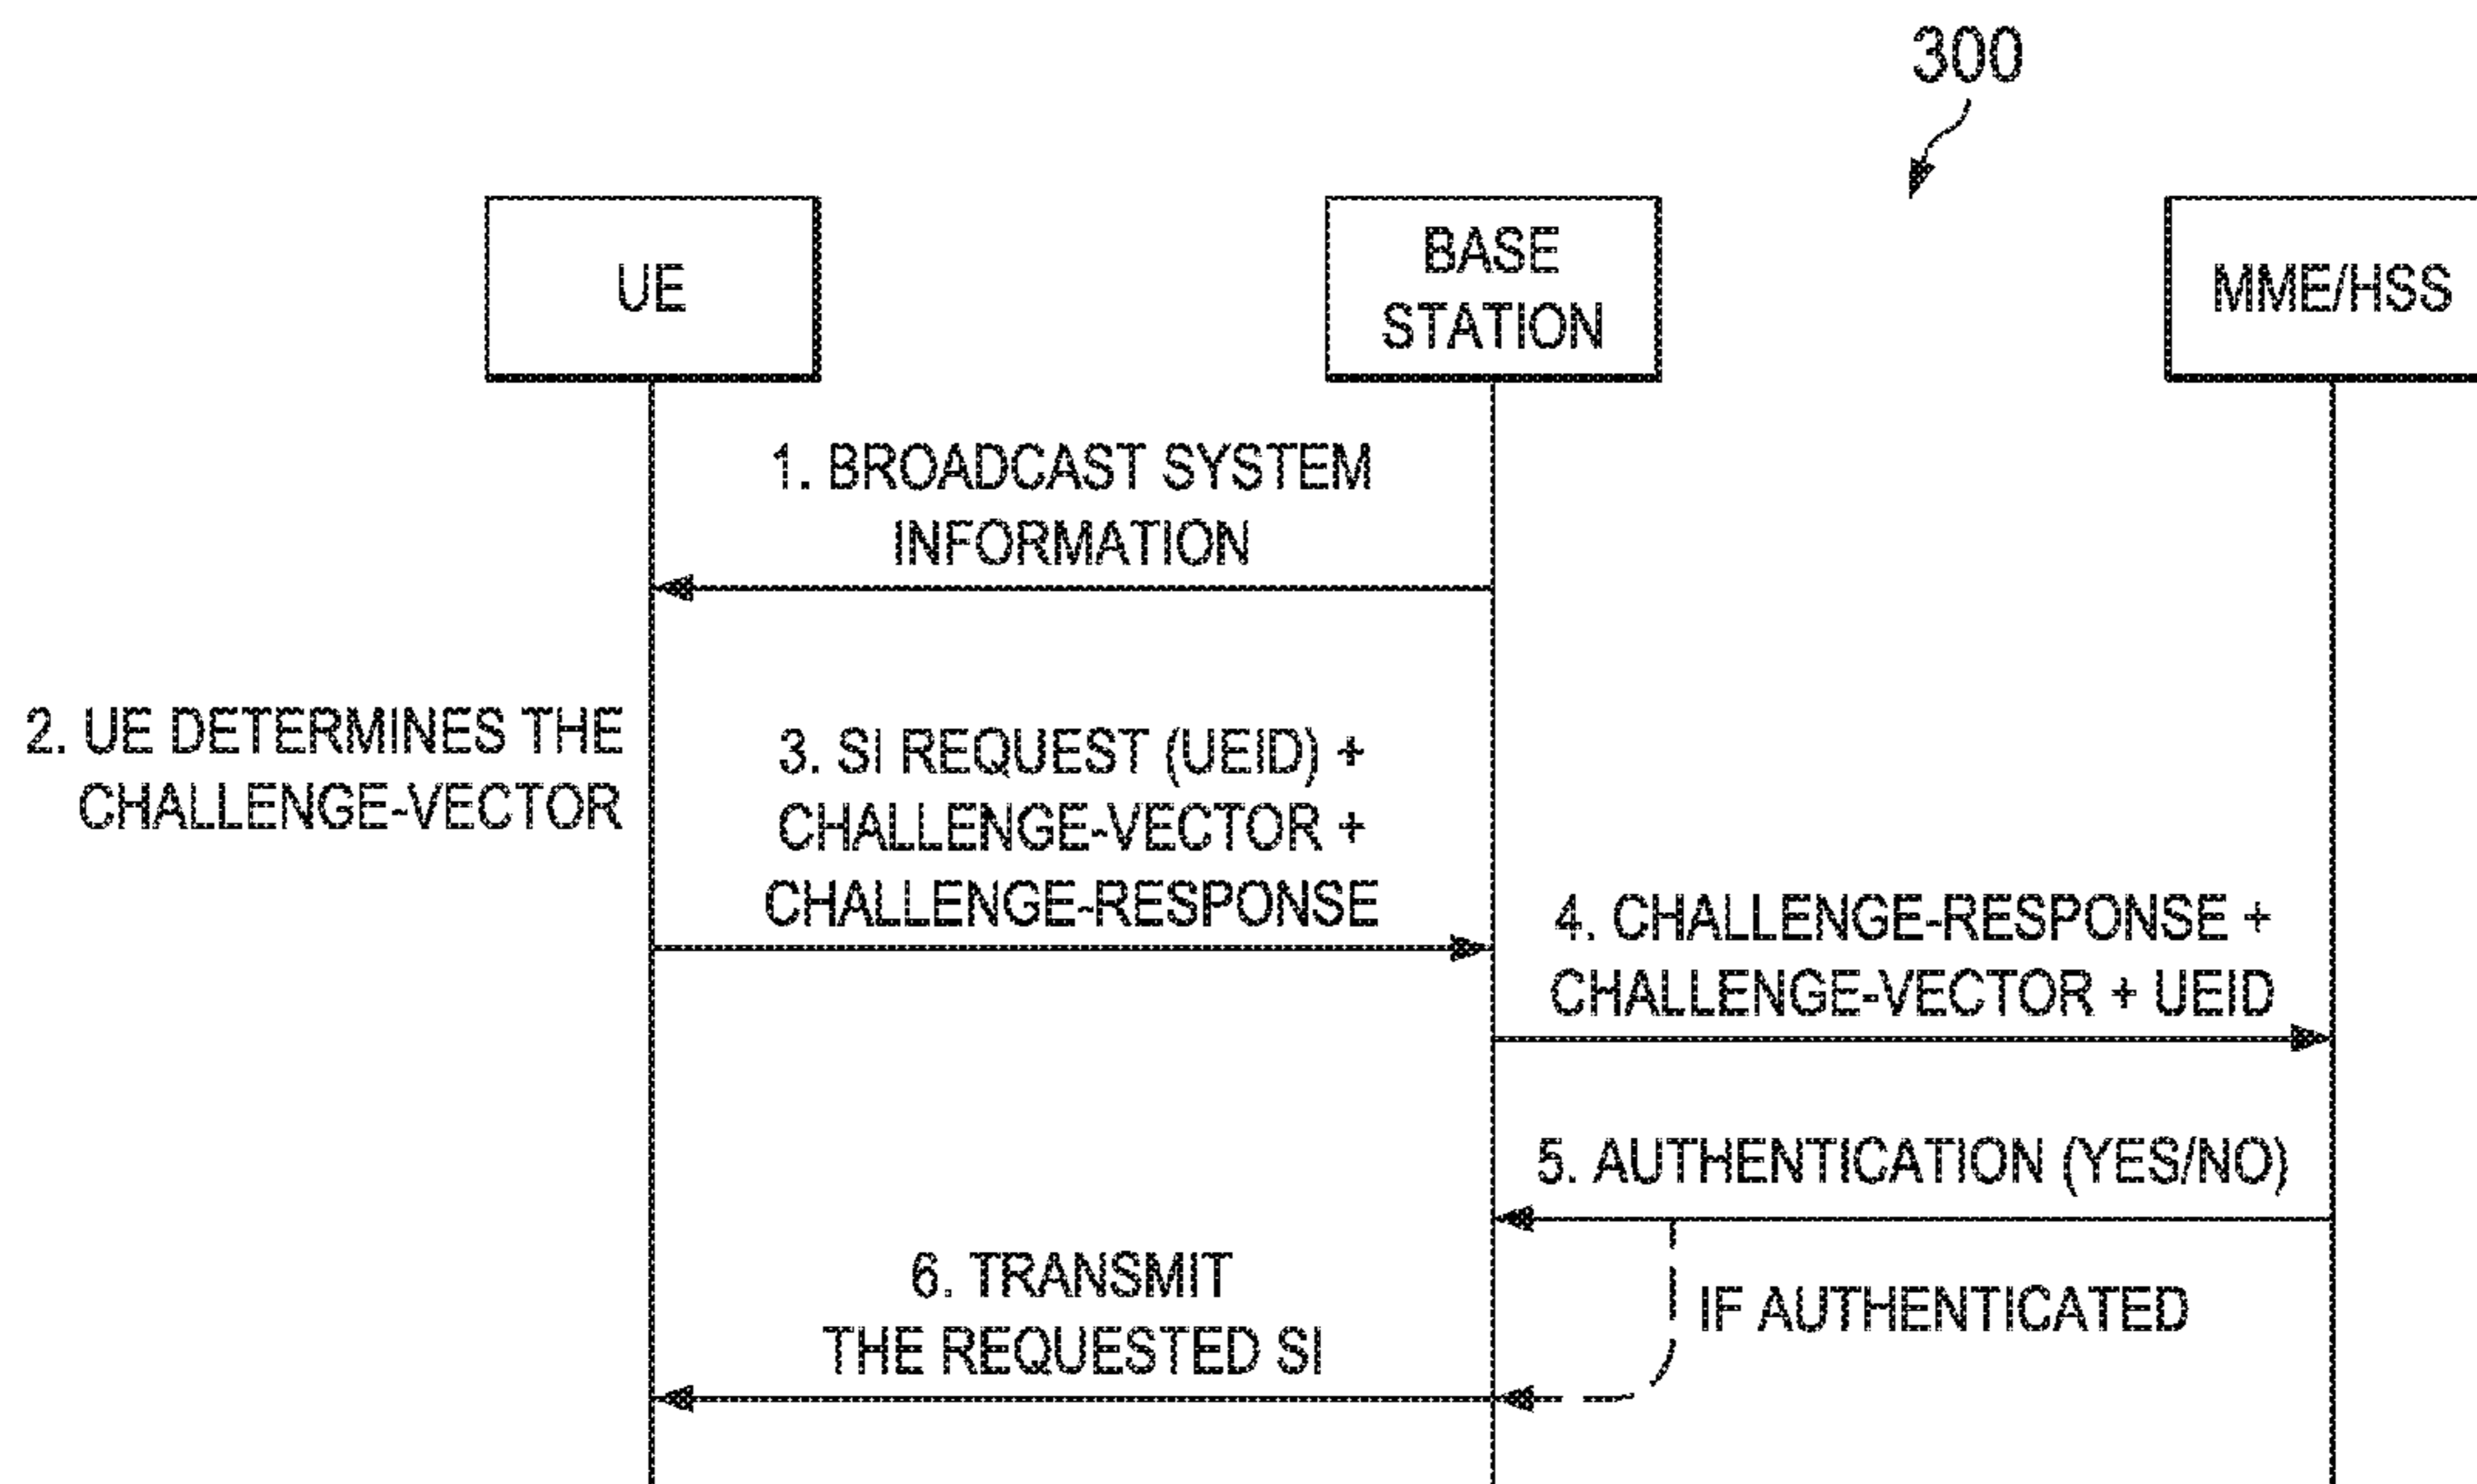 300
UE
BASE
STATION
MME/HSS
1. BROADCAST SYSTEM
INFORMATION
2. UE DETERMINES THE
CHALLENGE-VECTOR
3. SI REQUEST (UEID) +
CHALLENGE-VECTOR +
CHALLENGE-RESPONSE
4. CHALLENGE-RESPONSE +
CHALLENGE-VECTOR + UEID
5. AUTHENTICATION (YES/NO)
6. TRANSMIT
THE REQUESTED SI
IF AUTHENTICATED